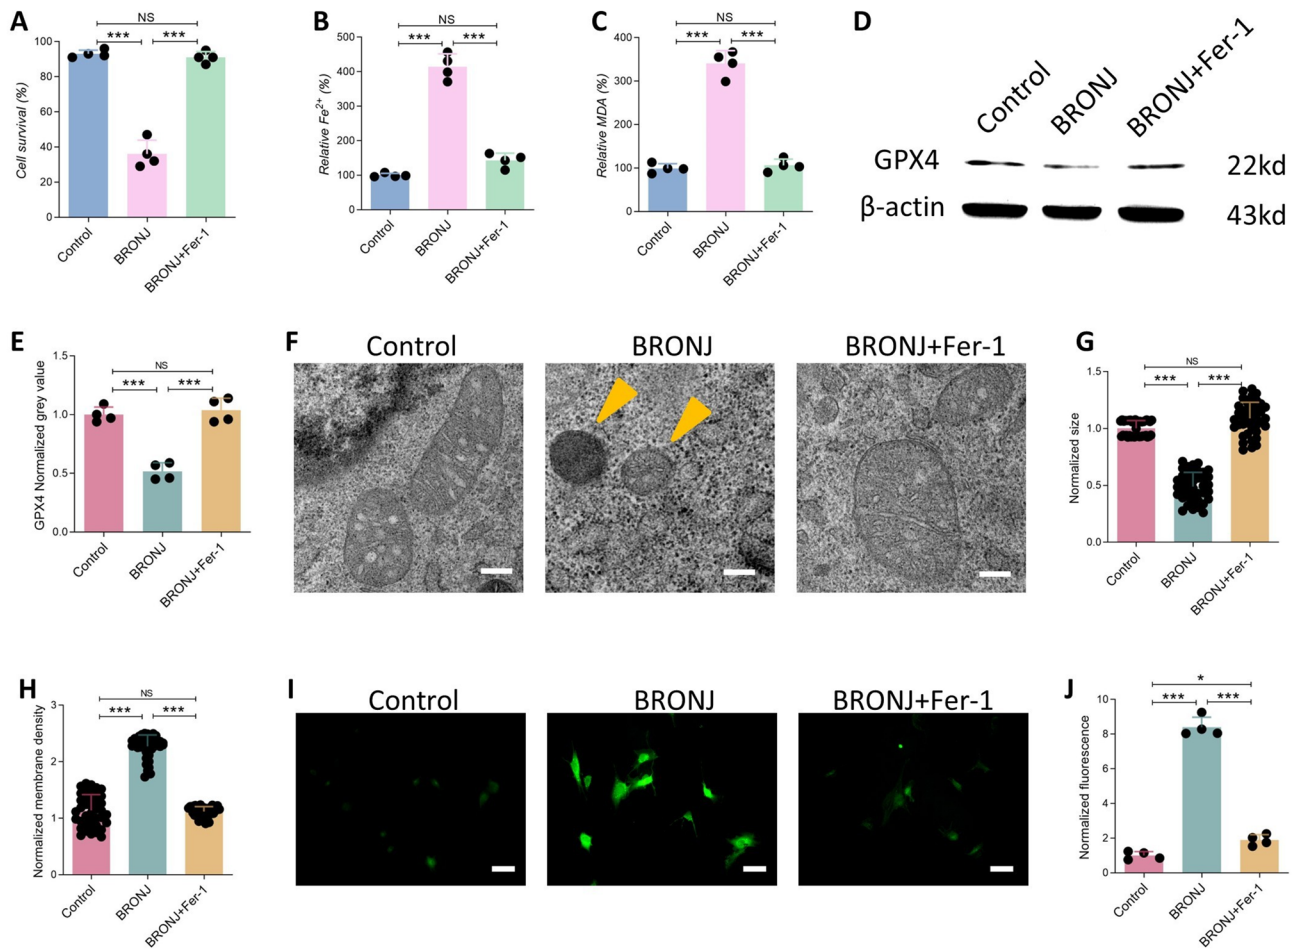 A
NS
*** ***
Cell survival (%)
100
80
60
40
20
0
Control
BRONJ
BRONJ+Fer-1
B
NS
*** ***
Relative Fe2+ (%)
500
400
300
200
100
0
Control
BRONJ
BRONJ+Fer-1
C
NS
*** ***
Relative MDA (%)
400
300
200
100
0
Control
BRONJ
BRONJ+Fer-1
D
Control
BRONJ
BRONJ+Fer-1
GPX4 22kd
β-actin 43kd
E
NS
*** ***
GPX4 Normalized grey value
1.5
1.0
0.5
0.0
Control
BRONJ
BRONJ+Fer-1
F
Control BRONJ BRONJ+Fer-1
G
NS
*** ***
Normalized size
1.5
1.0
0.5
0.0
Control
BRONJ
BRONJ+Fer-1
H
NS
*** ***
Normalized membrane density
3
2
1
0
Control
BRONJ
BRONJ+Fer-1
I
Control BRONJ BRONJ+Fer-1
J
*
*** ***
Normalized fluorescence
10
8
6
4
2
0
Control
BRONJ
BRONJ+Fer-1